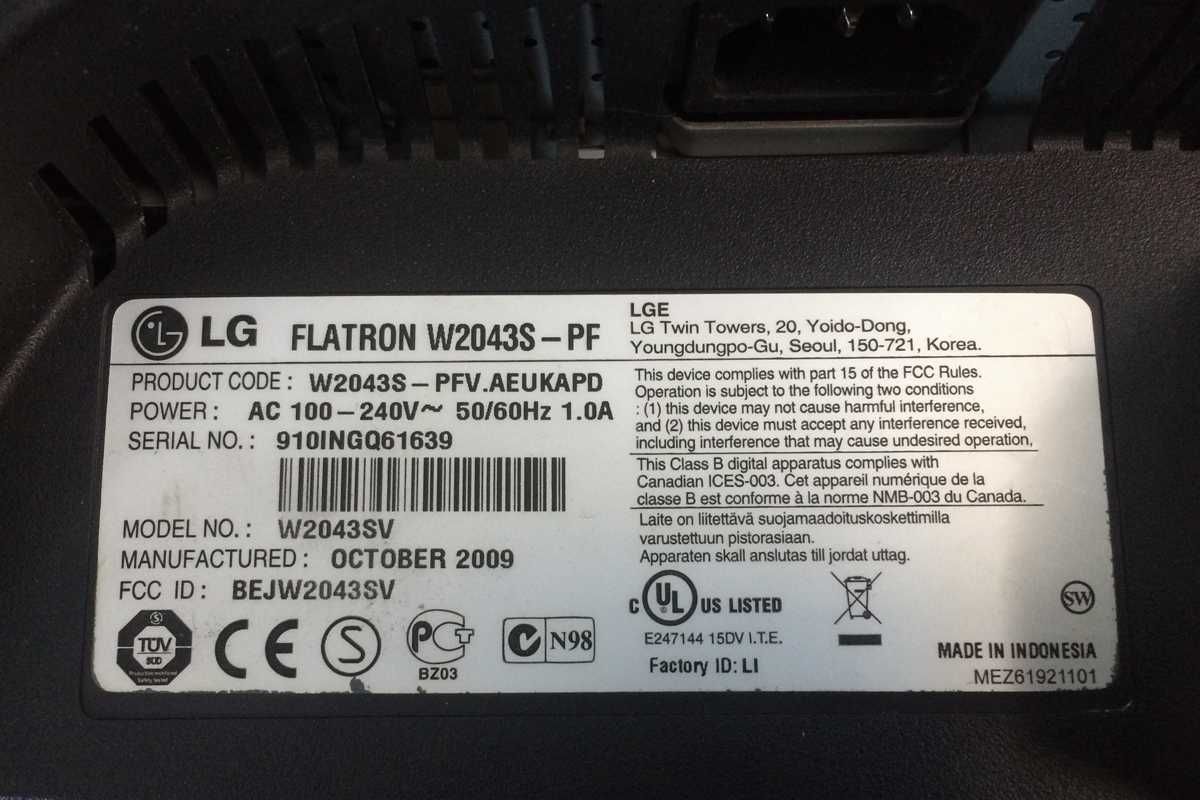 LG FLATRON W2043S-PF
LGE
LG Twin Towers, 20, Yoido-Dong,
Youngdungpo-Gu, Seoul, 150-721, Korea.
PRODUCT CODE : W2043S-PFV.AEUKAPD
POWER : AC 100-240V~ 50/60Hz 1.0A
SERIAL NO. : 910INGQ61639
MODEL NO. : W2043SV
MANUFACTURED : OCTOBER 2009
FCC ID : BEJW2043SV
This device complies with part 15 of the FCC Rules.
Operation is subject to the following two conditions
: (1) this device may not cause harmful interference,
and (2) this device must accept any interference received,
including interference that may cause undesired operation,
This Class B digital apparatus complies with
Canadian ICES-003. Cet appareil numérique de la
classe B est conforme à la norme NMB-003 du Canada.
Laite on liitettävä suojamaadoituskoskettimilla
varustettuun pistorasiaan.
Apparaten skall anslutas till jordat uttag.
C UL US LISTED
E247144 15DV I.T.E.
Factory ID: LI
SW
MADE IN INDONESIA
MEZ61921101
S
TÜV
SÜD
Production monitored
Safety tested
CE
S
PCT
BZ03
N98